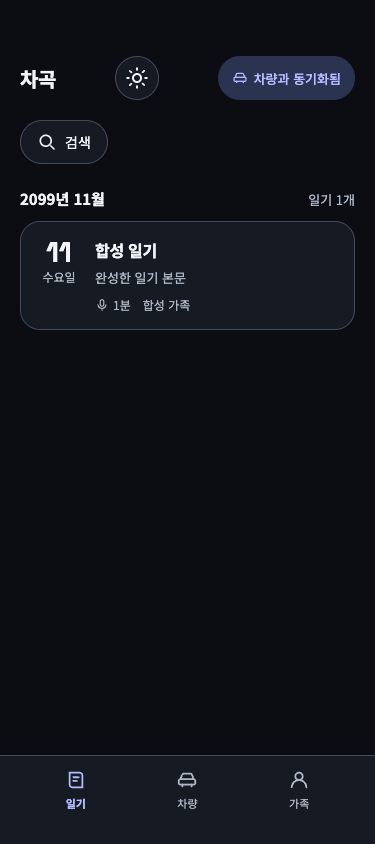 차곡
차량과 동기화됨
검색
2099년 11월
일기 1개
11
합성 일기
수요일
완성한 일기 본문
1분 합성 가족
일기
차량
가족